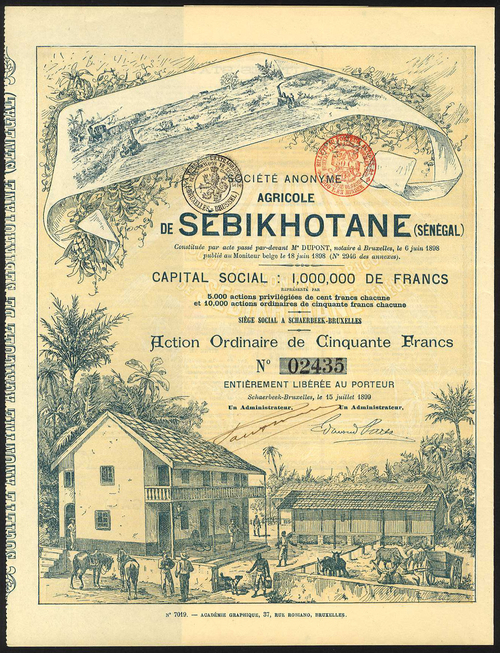 SOCIÉTÉ ANONYME
AGRICOLE
DE SÉBIKHOTANE (SÉNÉGAL)
Constituée par acte passé par-devant Me DUPONT, notaire à Bruxelles, le 6 juin 1898
publié au Moniteur belge le 18 juin 1898 (No 2946 des annexes).
CAPITAL SOCIAL : 1,000,000 DE FRANCS
REPRÉSENTÉ PAR
5.000 actions privilégiées de cent francs chacune
et 10,000 actions ordinaires de cinquante francs chacune
SIÈGE SOCIAL A SCHAERBEEK-BRUXELLES
Action Ordinaire de Cinquante Francs
No 02435
ENTIÈREMENT LIBÉRÉE AU PORTEUR
Schaerbeek-Bruxelles, le 15 juillet 1899
Un Administrateur, Un Administrateur,
No 7019. — ACADÉMIE GRAPHIQUE, 37, RUE ROSIANO, BRUXELLES.